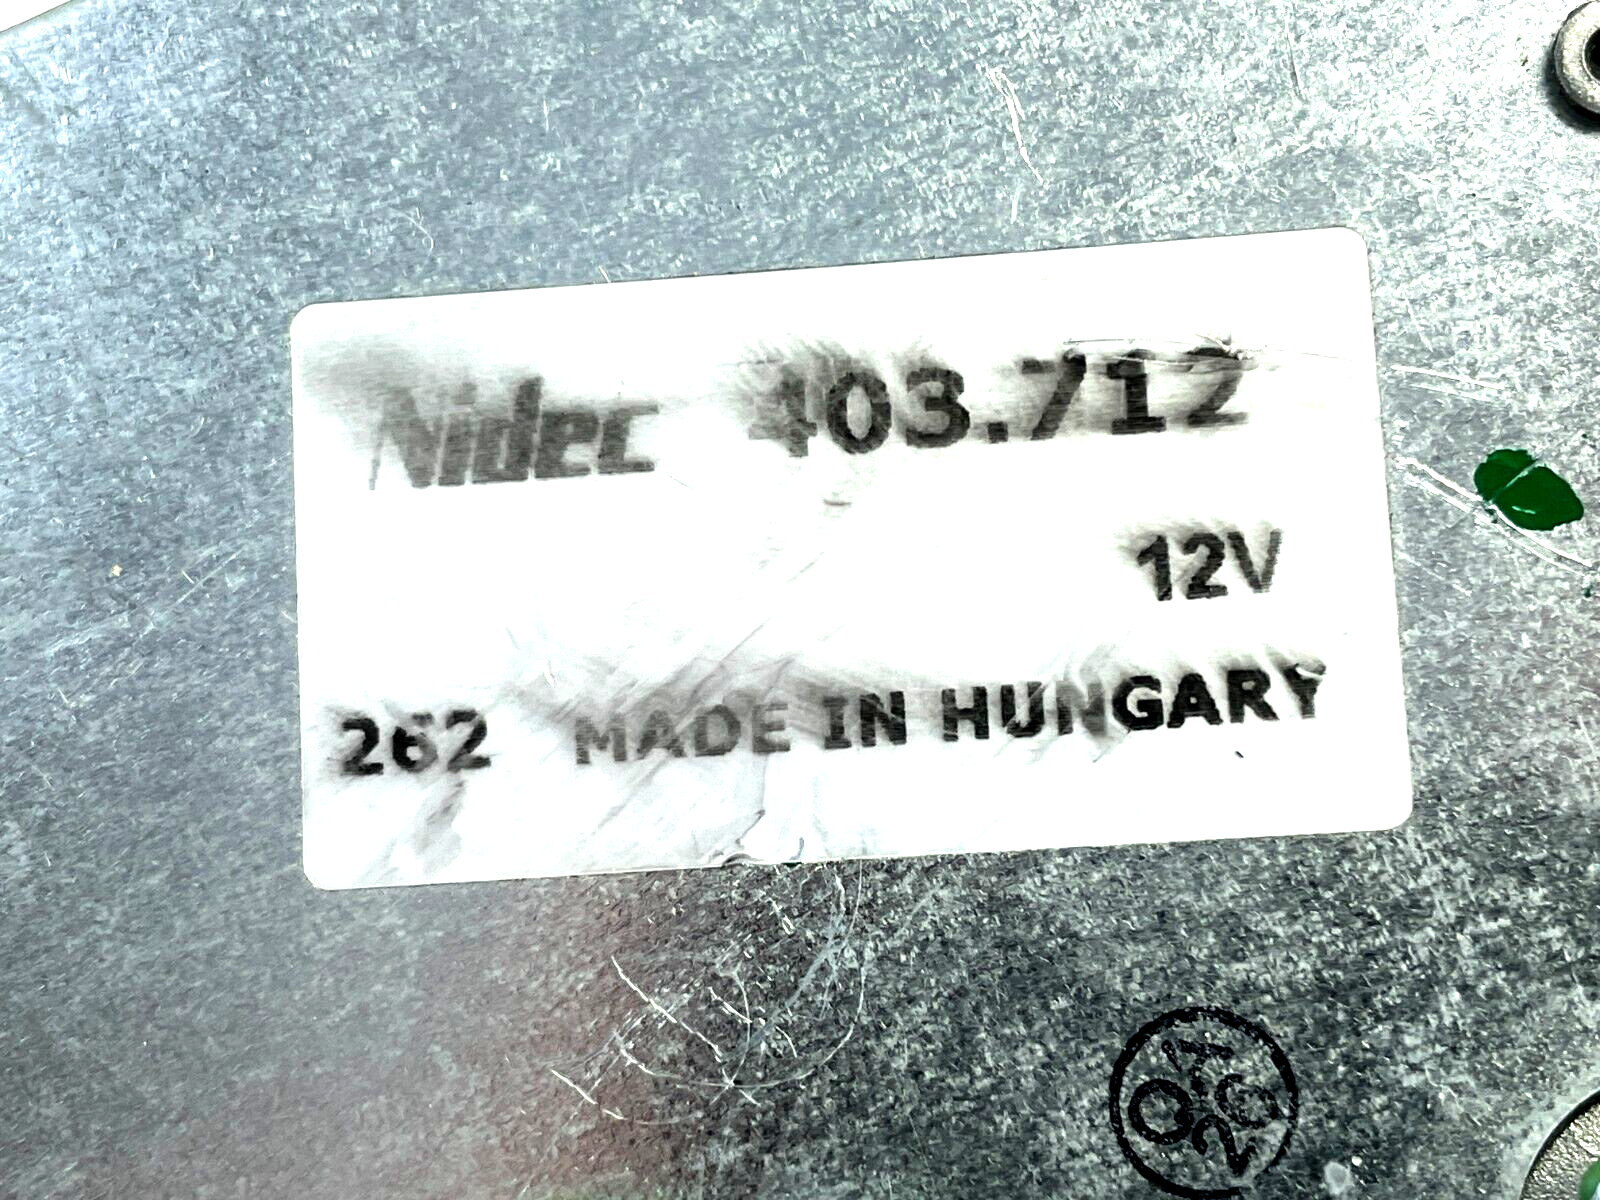 Nidec 403.712
12V
262 MADE IN HUNGARY